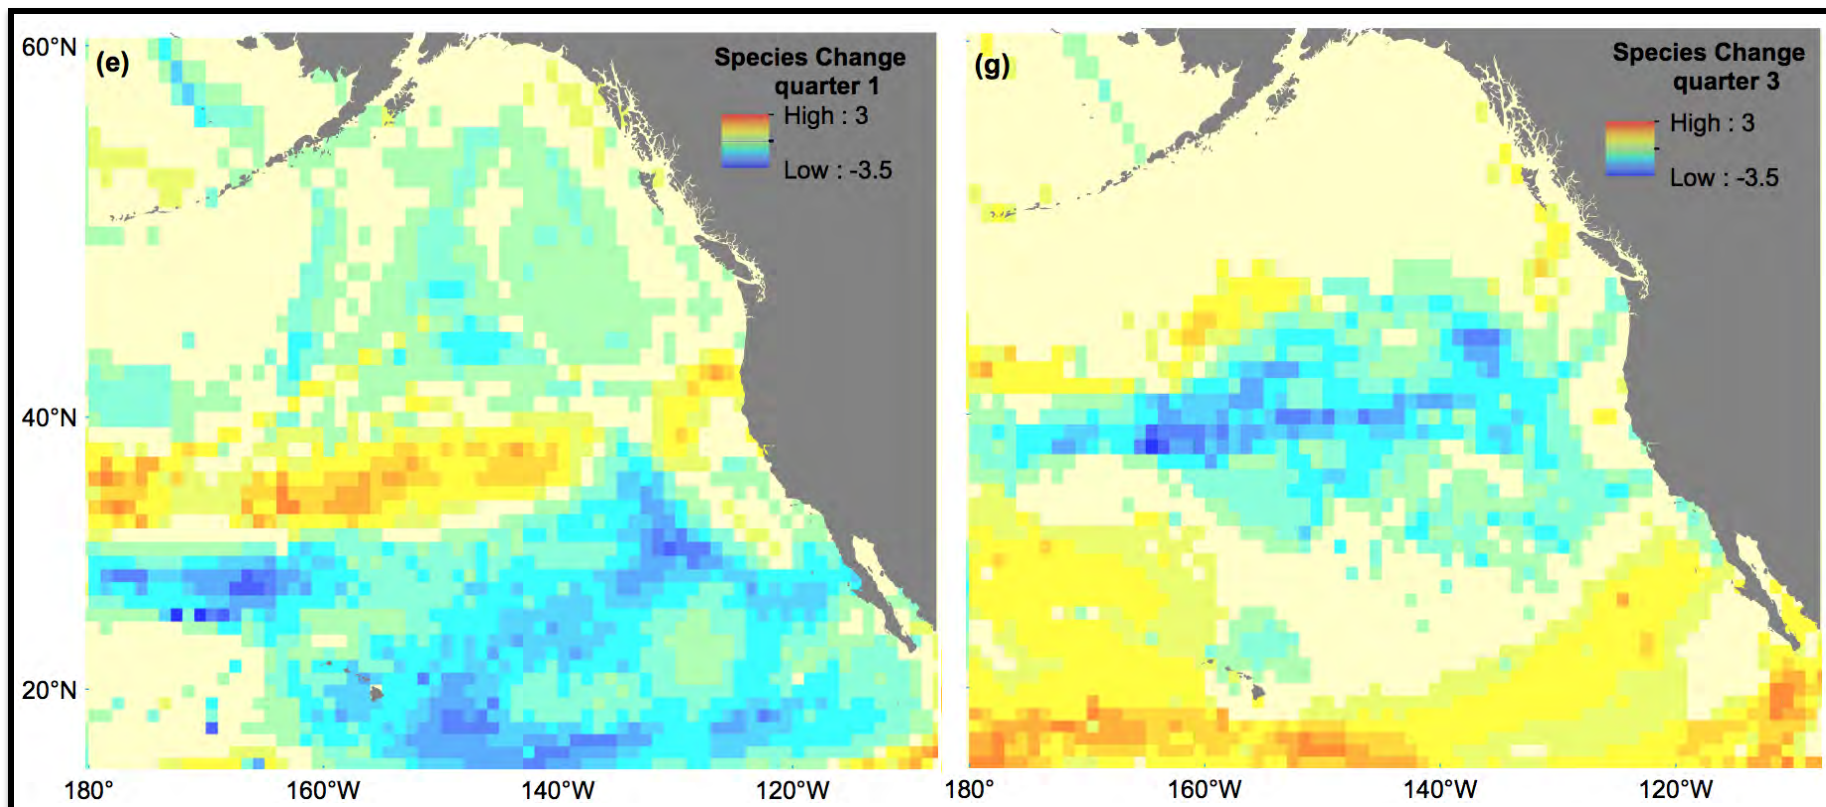 (e)
Species Change
quarter 1
High : 3
Low : -3.5
60°N
40°N
20°N
180°
160°W
140°W
120°W
(g)
Species Change
quarter 3
High : 3
Low : -3.5
180°
160°W
140°W
120°W